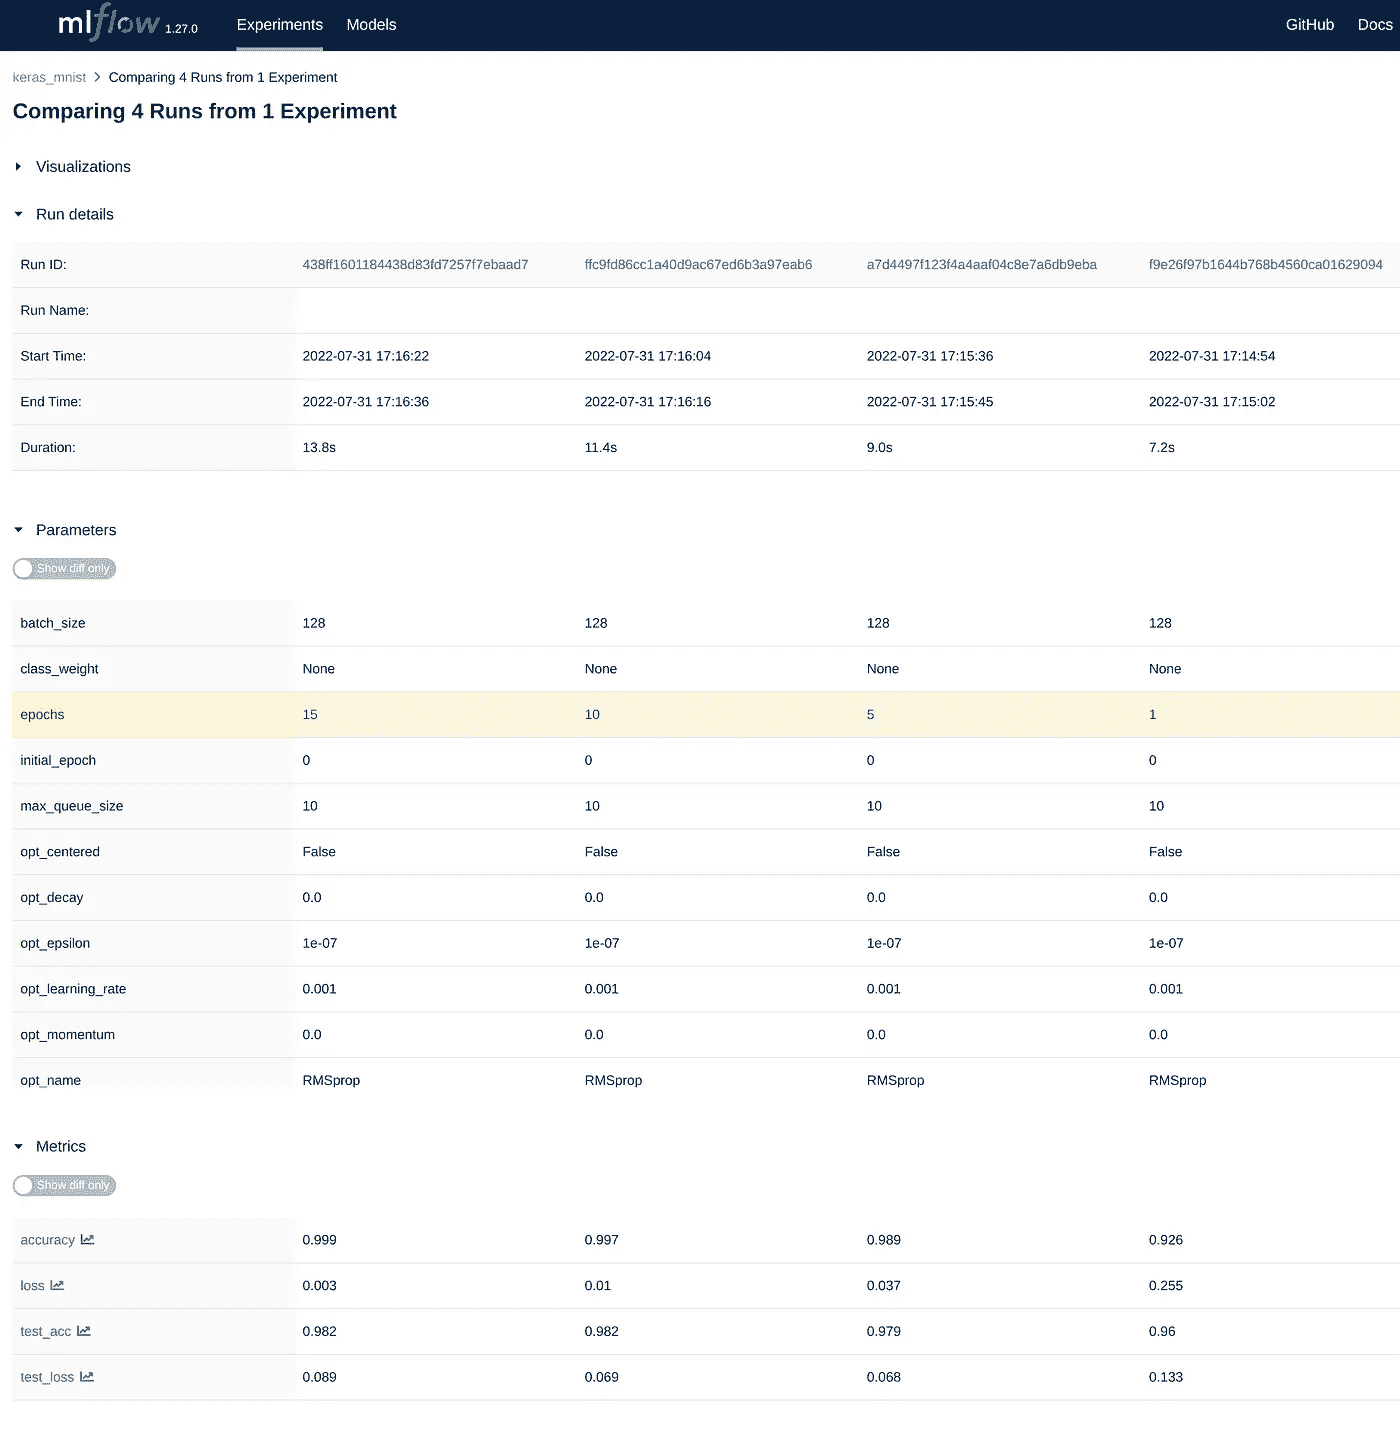 mlflow 1.27.0 Experiments Models GitHub Docs
keras_mnist > Comparing 4 Runs from 1 Experiment
Comparing 4 Runs from 1 Experiment
Visualizations
Run details
Run ID: 438ff1601184438d83fd7257f7ebaad7 ffc9fd86cc1a40d9ac67ed6b3a97eab6 a7d4497f123f4a4aaf04c8e7a6db9eba f9e26f97b1644b768b4560ca01629094
Run Name:
Start Time: 2022-07-31 17:16:22 2022-07-31 17:16:04 2022-07-31 17:15:36 2022-07-31 17:14:54
End Time: 2022-07-31 17:16:36 2022-07-31 17:16:16 2022-07-31 17:15:45 2022-07-31 17:15:02
Duration: 13.8s 11.4s 9.0s 7.2s
Parameters
Show diff only
batch_size 128 128 128 128
class_weight None None None None
epochs 15 10 5 1
initial_epoch 0 0 0 0
max_queue_size 10 10 10 10
opt_centered False False False False
opt_decay 0.0 0.0 0.0 0.0
opt_epsilon 1e-07 1e-07 1e-07 1e-07
opt_learning_rate 0.001 0.001 0.001 0.001
opt_momentum 0.0 0.0 0.0 0.0
opt_name RMSprop RMSprop RMSprop RMSprop
Metrics
Show diff only
accuracy 0.999 0.997 0.989 0.926
loss 0.003 0.01 0.037 0.255
test_acc 0.982 0.982 0.979 0.96
test_loss 0.089 0.069 0.068 0.133